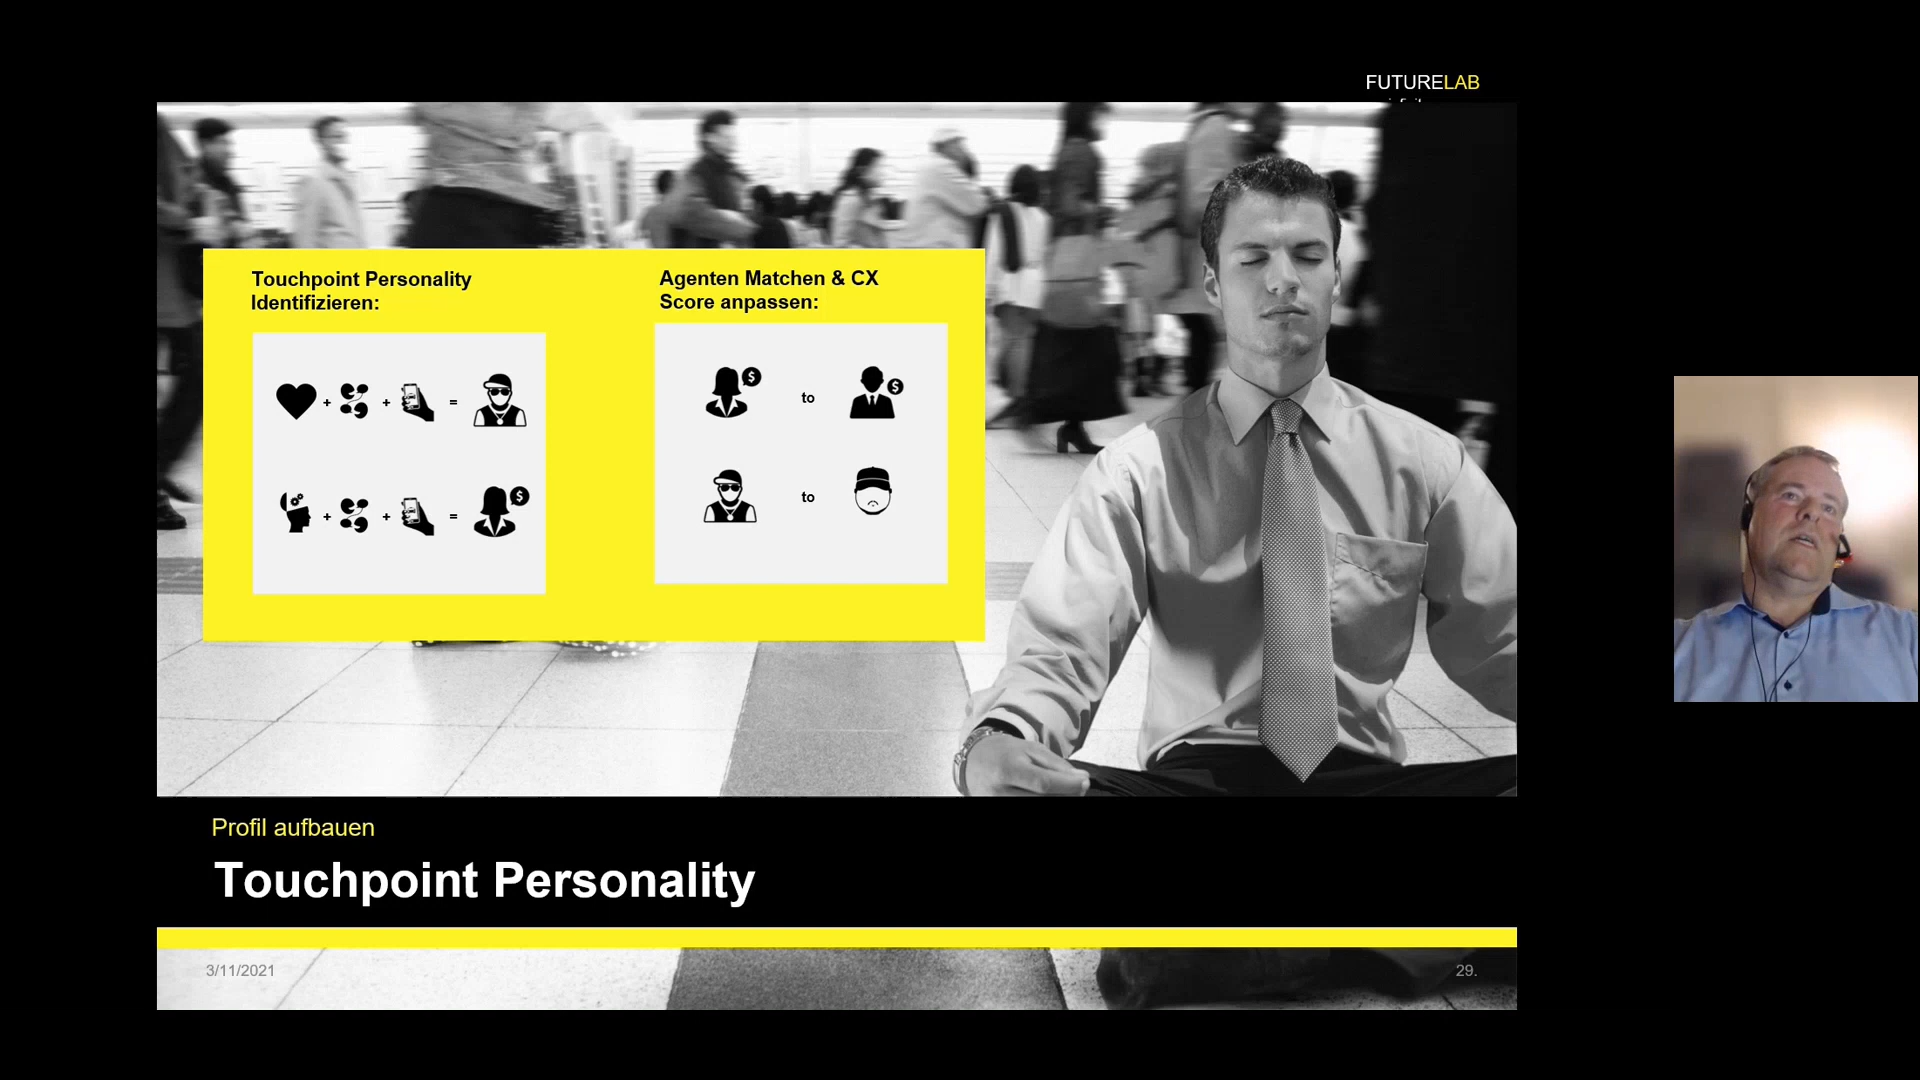 FUTURELAB
Touchpoint Personality
Identifizieren:
Agenten Matchen & CX
Score anpassen:
+ + =
+ + =
$ to $
to
$
Profil aufbauen
Touchpoint Personality
3/11/2021
29.